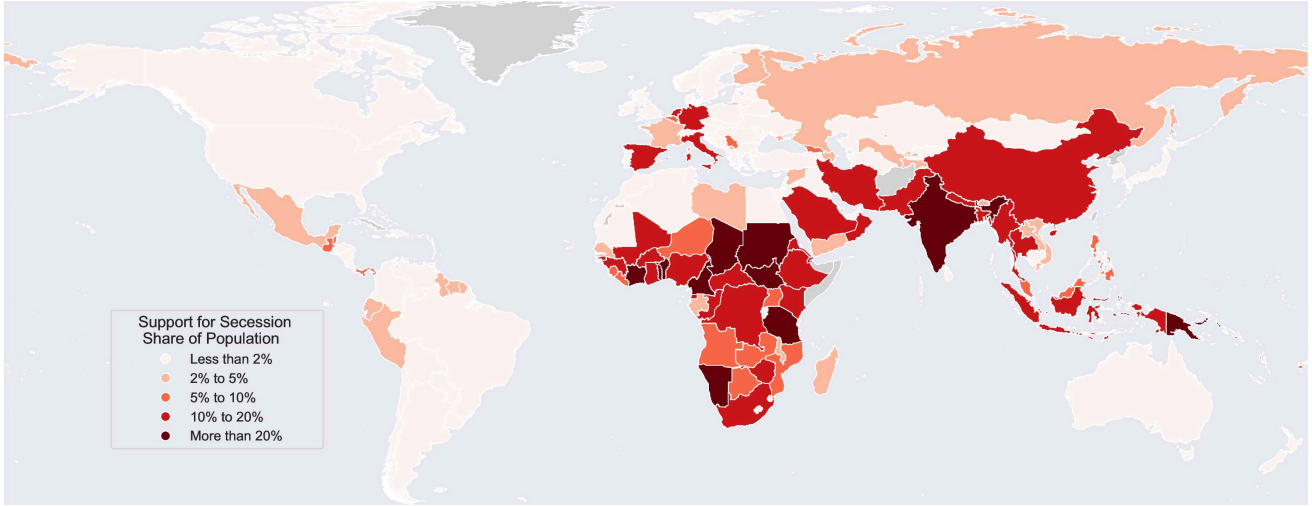 Support for Secession
Share of Population
Less than 2%
2% to 5%
5% to 10%
10% to 20%
More than 20%